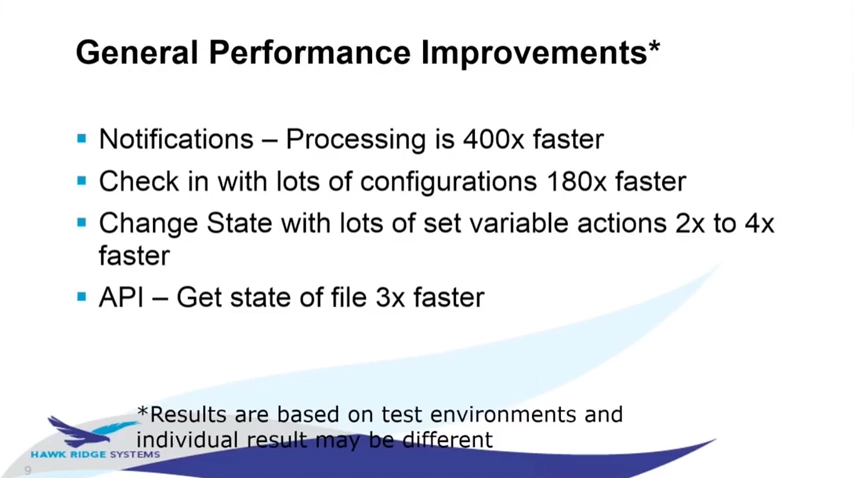 General Performance Improvements*
Notifications – Processing is 400x faster
Check in with lots of configurations 180x faster
Change State with lots of set variable actions 2x to 4x
faster
API – Get state of file 3x faster
*Results are based on test environments and
individual result may be different
HAWK RIDGE SYSTEMS
9